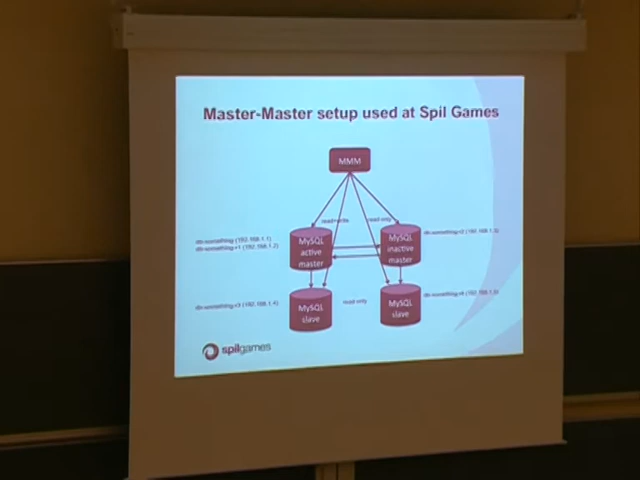 Master-Master setup used at Spil Games
MMM
read+write
read-only
MySQL
active
master
MySQL
inactive
master
MySQL
slave
read-only
MySQL
slave
spilgames